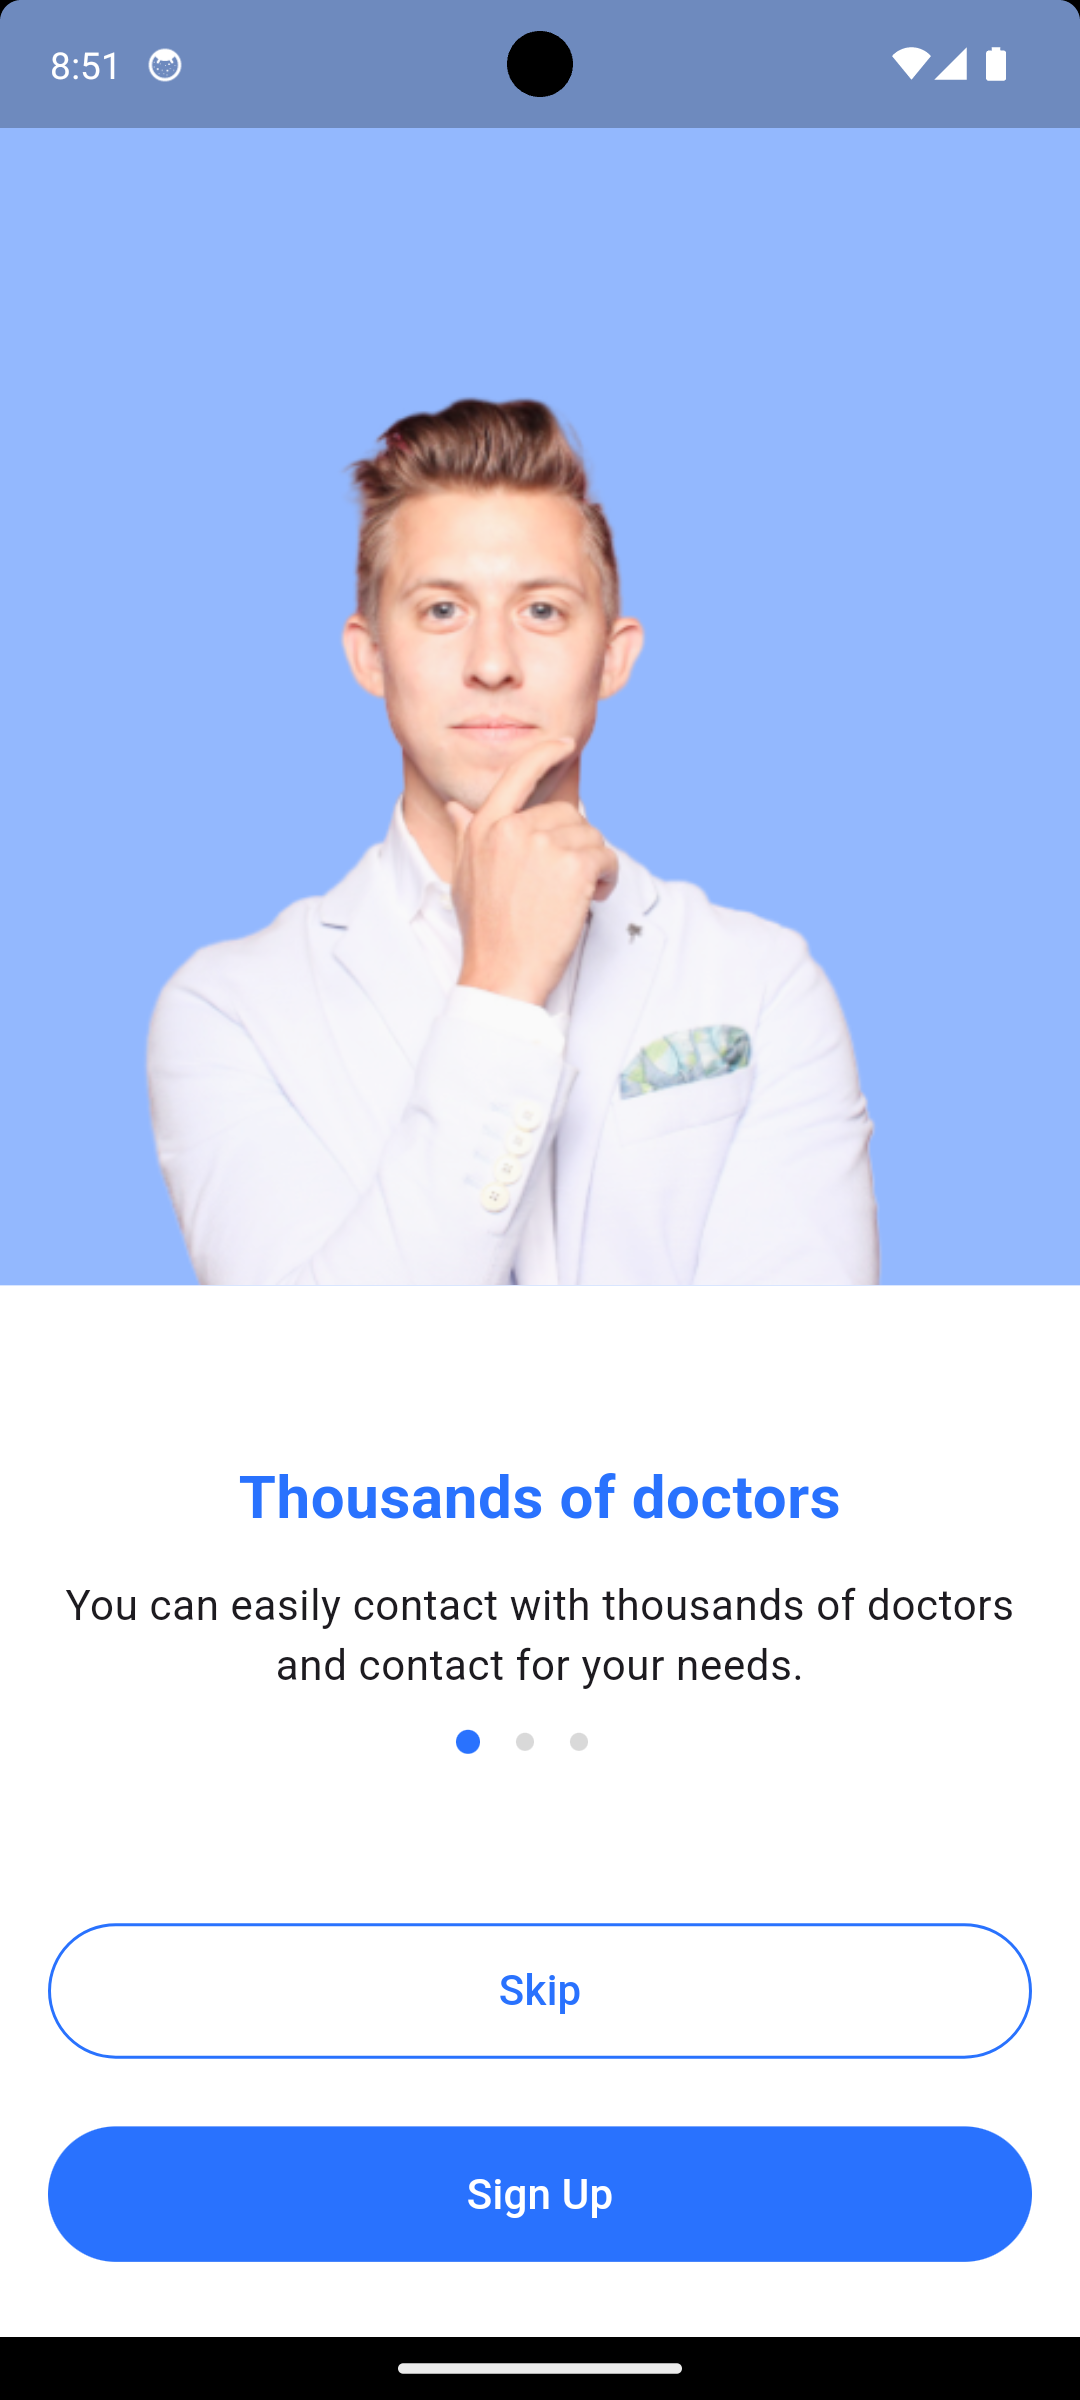 8:51
Thousands of doctors
You can easily contact with thousands of doctors
and contact for your needs.
Skip
Sign Up